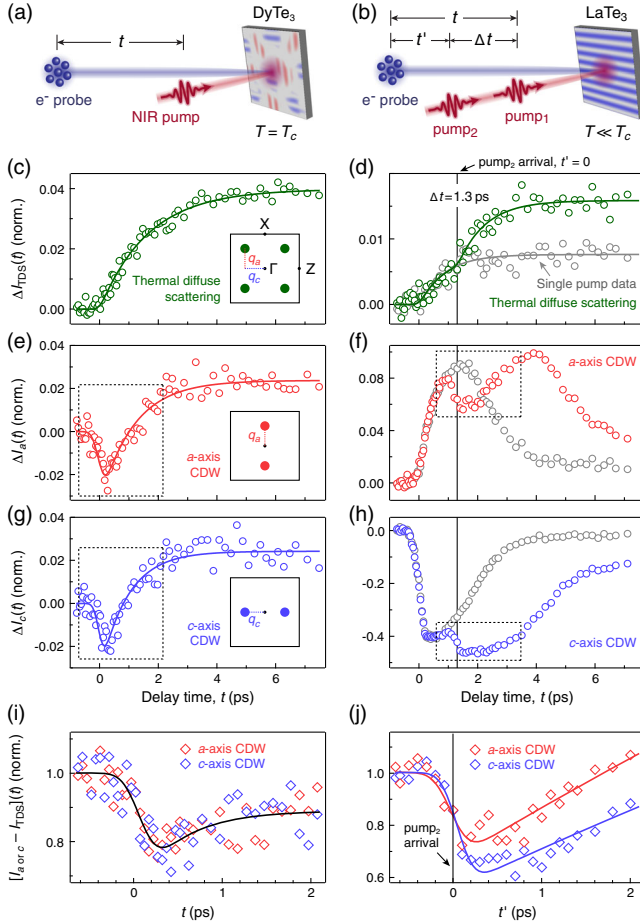 (a)
DyTe3
t
e- probe
NIR pump
T = Tc
(b)
LaTe3
t
t'
Δt
e- probe
pump2
pump1
T ≪ Tc
(c)
ΔITDS(t) (norm.)
0.04
0.02
0.00
Thermal diffuse
scattering
X
qa
Γ
Z
qc
(d)
pump2 arrival, t' = 0
Δt = 1.3 ps
0.01
0.00
Single pump data
Thermal diffuse scattering
(e)
ΔIa(t) (norm.)
0.04
0.02
0.00
-0.02
a-axis
CDW
qa
(f)
0.08
0.04
0.00
a-axis CDW
(g)
ΔIc(t) (norm.)
0.04
0.02
0.00
-0.02
c-axis
CDW
qc
0
2
4
6
Delay time, t (ps)
(h)
0.0
-0.2
-0.4
c-axis CDW
0
2
4
6
Delay time, t (ps)
(i)
[Ia or c − ITDS](t) (norm.)
1.0
0.9
0.8
a-axis CDW
c-axis CDW
0
1
2
t (ps)
(j)
1.0
0.8
0.6
a-axis CDW
c-axis CDW
pump2
arrival
0
1
2
t' (ps)